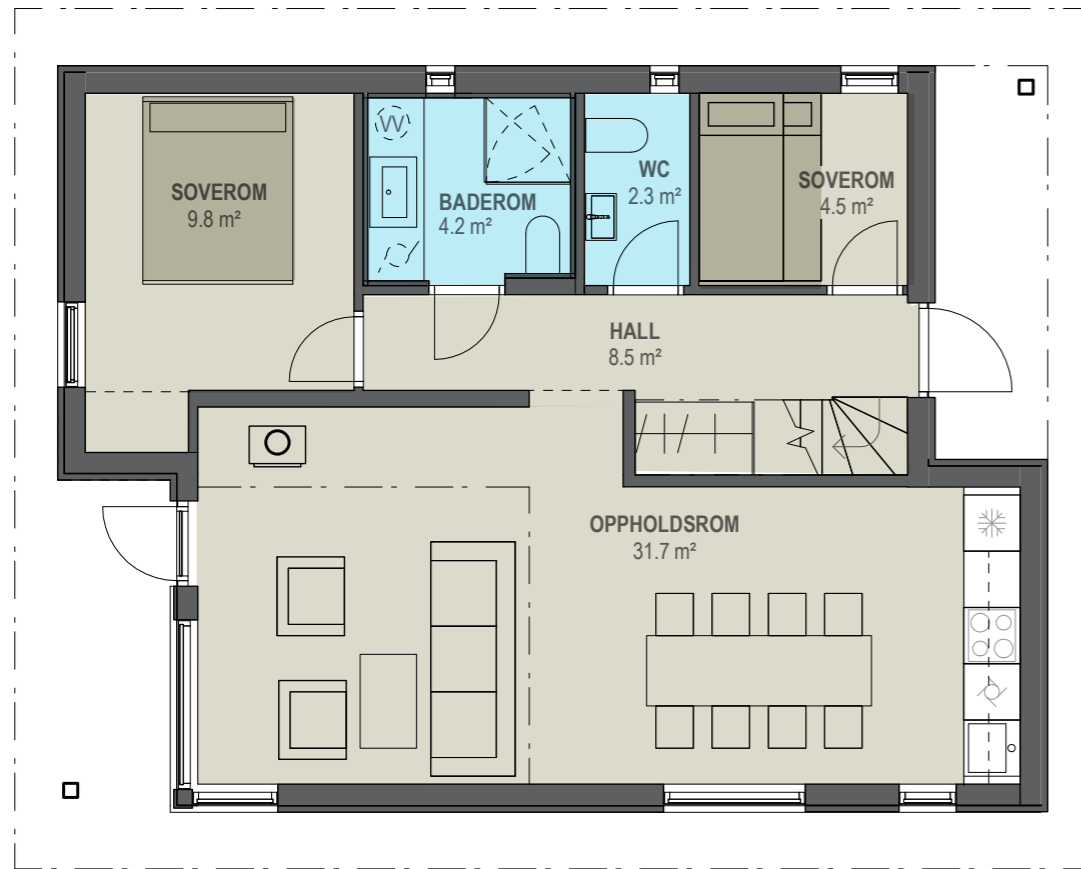 SOVEROM
9.8 m²
VV
BADEROM
4.2 m²
WC
2.3 m²
SOVEROM
4.5 m²
HALL
8.5 m²
OPPHOLDSROM
31.7 m²